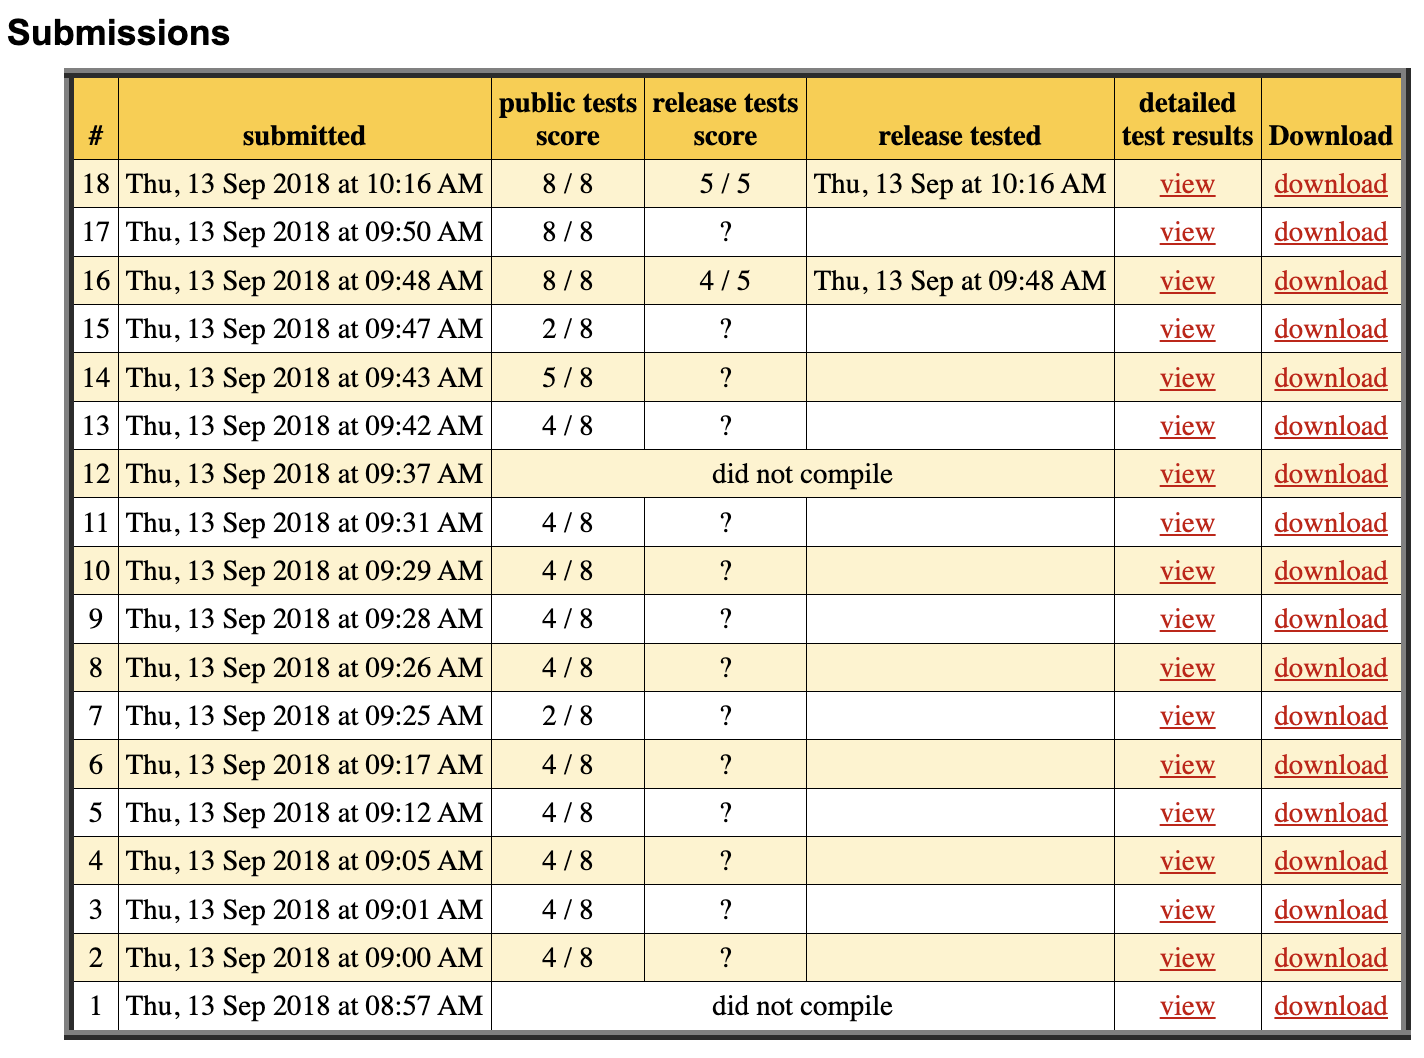 Submissions
# submitted public tests score release tests score release tested detailed test results Download
18 Thu, 13 Sep 2018 at 10:16 AM 8 / 8 5 / 5 Thu, 13 Sep at 10:16 AM view download
17 Thu, 13 Sep 2018 at 09:50 AM 8 / 8 ? view download
16 Thu, 13 Sep 2018 at 09:48 AM 8 / 8 4 / 5 Thu, 13 Sep at 09:48 AM view download
15 Thu, 13 Sep 2018 at 09:47 AM 2 / 8 ? view download
14 Thu, 13 Sep 2018 at 09:43 AM 5 / 8 ? view download
13 Thu, 13 Sep 2018 at 09:42 AM 4 / 8 ? view download
12 Thu, 13 Sep 2018 at 09:37 AM did not compile view download
11 Thu, 13 Sep 2018 at 09:31 AM 4 / 8 ? view download
10 Thu, 13 Sep 2018 at 09:29 AM 4 / 8 ? view download
9 Thu, 13 Sep 2018 at 09:28 AM 4 / 8 ? view download
8 Thu, 13 Sep 2018 at 09:26 AM 4 / 8 ? view download
7 Thu, 13 Sep 2018 at 09:25 AM 2 / 8 ? view download
6 Thu, 13 Sep 2018 at 09:17 AM 4 / 8 ? view download
5 Thu, 13 Sep 2018 at 09:12 AM 4 / 8 ? view download
4 Thu, 13 Sep 2018 at 09:05 AM 4 / 8 ? view download
3 Thu, 13 Sep 2018 at 09:01 AM 4 / 8 ? view download
2 Thu, 13 Sep 2018 at 09:00 AM 4 / 8 ? view download
1 Thu, 13 Sep 2018 at 08:57 AM did not compile view download